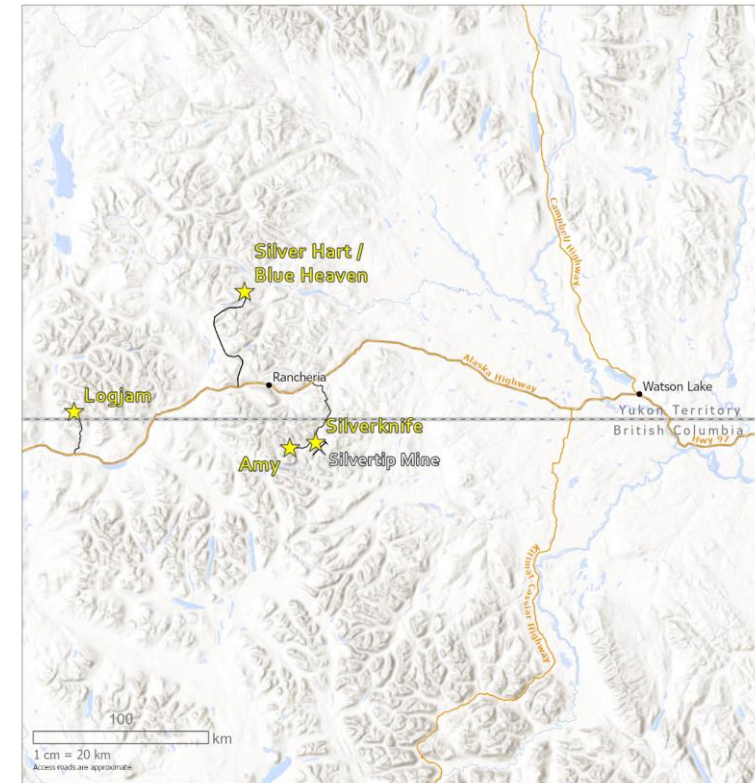 Silver Hart /
Blue Heaven
Campbell Highway
Alaska Highway
Rancheria
Watson Lake
Logjam
Yukon Territory
British Columbia
Hwy 97
Silverknife
Amy
Silvertip Mine
Kitimat Cassiar Highway
100
km
1 cm = 20 km
Access roads are approximate.